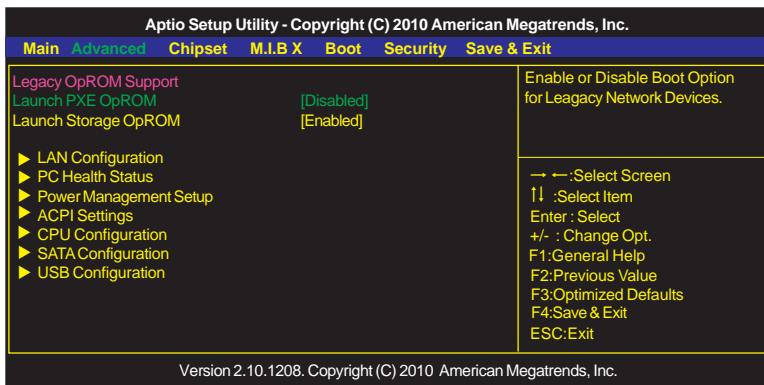 Aptio Setup Utility - Copyright (C) 2010 American Megatrends, Inc.
Main Advanced Chipset M.I.B X Boot Security Save & Exit
Legacy OpROM Support
Launch PXE OpROM [Disabled]
Launch Storage OpROM [Enabled]
▶ LAN Configuration
▶ PC Health Status
▶ Power Management Setup
▶ ACPI Settings
▶ CPU Configuration
▶ SATA Configuration
▶ USB Configuration
Enable or Disable Boot Option
for Leagacy Network Devices.
→ ←:Select Screen
↑↓ :Select Item
Enter : Select
+/- : Change Opt.
F1:General Help
F2:Previous Value
F3:Optimized Defaults
F4:Save & Exit
ESC:Exit
Version 2.10.1208. Copyright (C) 2010 American Megatrends, Inc.